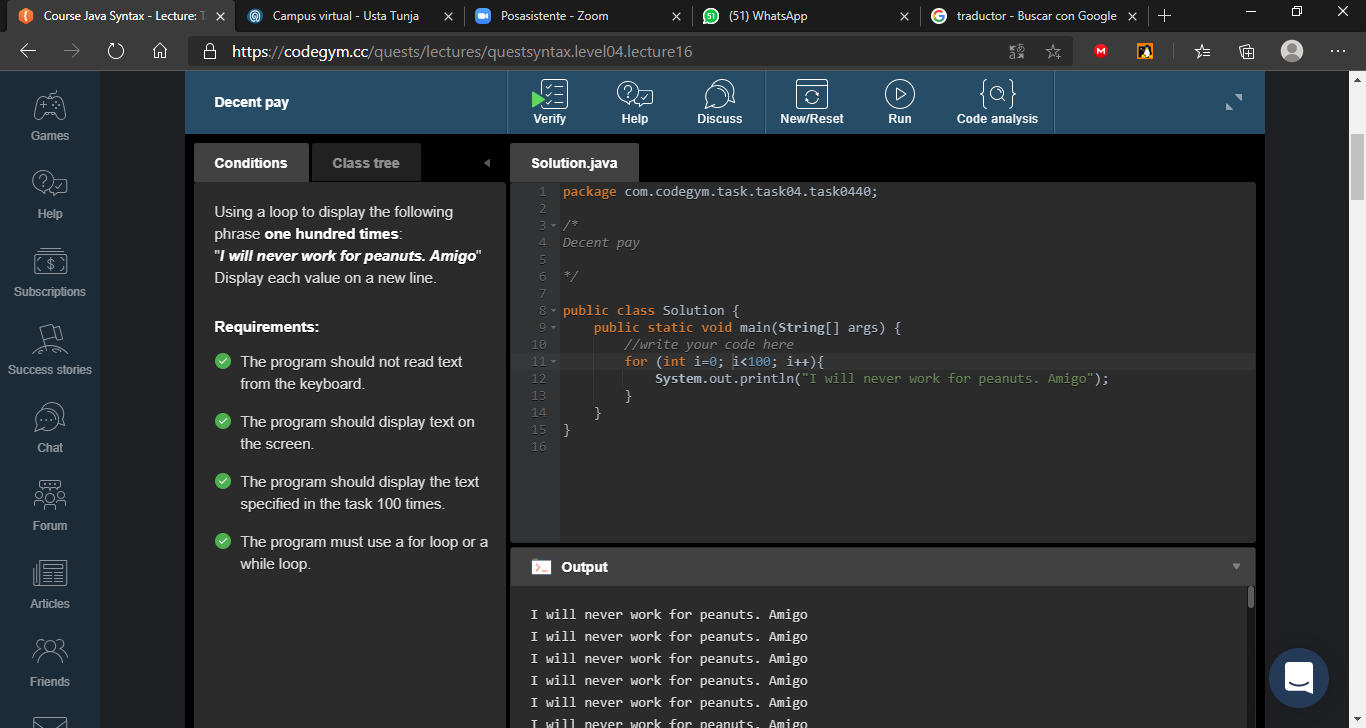 Course Java Syntax - Lecture: T
Campus virtual - Usta Tunja
Posasistente - Zoom
51
(51) WhatsApp
traductor - Buscar con Google
https://codegym.cc/quests/lectures/questsyntax.level04.lecture16
Games
Help
Subscriptions
Success stories
Chat
Forum
Articles
Friends
Decent pay
Verify
Help
Discuss
New/Reset
Run
Code analysis
Conditions
Class tree
Using a loop to display the following
phrase one hundred times:
"I will never work for peanuts. Amigo"
Display each value on a new line.
Requirements:
The program should not read text
from the keyboard.
The program should display text on
the screen.
The program should display the text
specified in the task 100 times.
The program must use a for loop or a
while loop.
Solution.java
1 package com.codegym.task.task04.task0440;
2
3 /*
4 Decent pay
5
6 */
7
8 public class Solution {
9 public static void main(String[] args) {
10 //write your code here
11 for (int i=0; i<100; i++){
12 System.out.println("I will never work for peanuts. Amigo");
13 }
14 }
15 }
16
Output
I will never work for peanuts. Amigo
I will never work for peanuts. Amigo
I will never work for peanuts. Amigo
I will never work for peanuts. Amigo
I will never work for peanuts. Amigo
I will never work for peanuts. Amigo